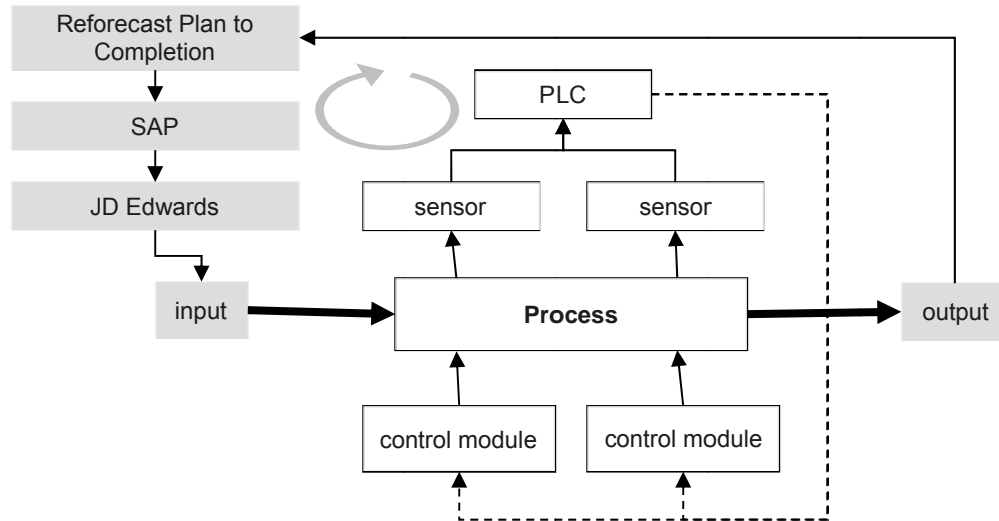 Reforecast Plan to
Completion
PLC
SAP
JD Edwards
sensor
sensor
input
Process
output
control module
control module